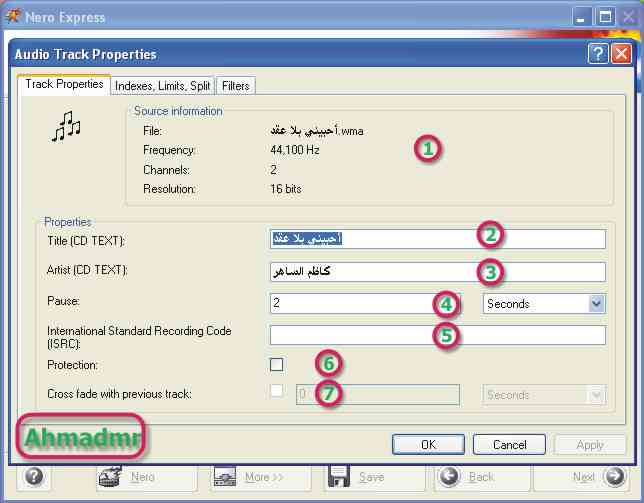 Nero Express
Audio Track Properties
Track Properties
Indexes, Limits, Split
Filters
Source information
File: أحبيني بلا عقد.wma
Frequency: 44,100 Hz
Channels: 2
Resolution: 16 bits
1
Properties
Title (CD TEXT): أحبيني بلا عقد 2
Artist (CD TEXT): كاظم الساهر 3
Pause: 2 4 Seconds
International Standard Recording Code
(ISRC): 5
Protection: 6
Cross fade with previous track: 0 7 Seconds
Ahmadmr
OK Cancel Apply
? Nero More >> Save Back Next